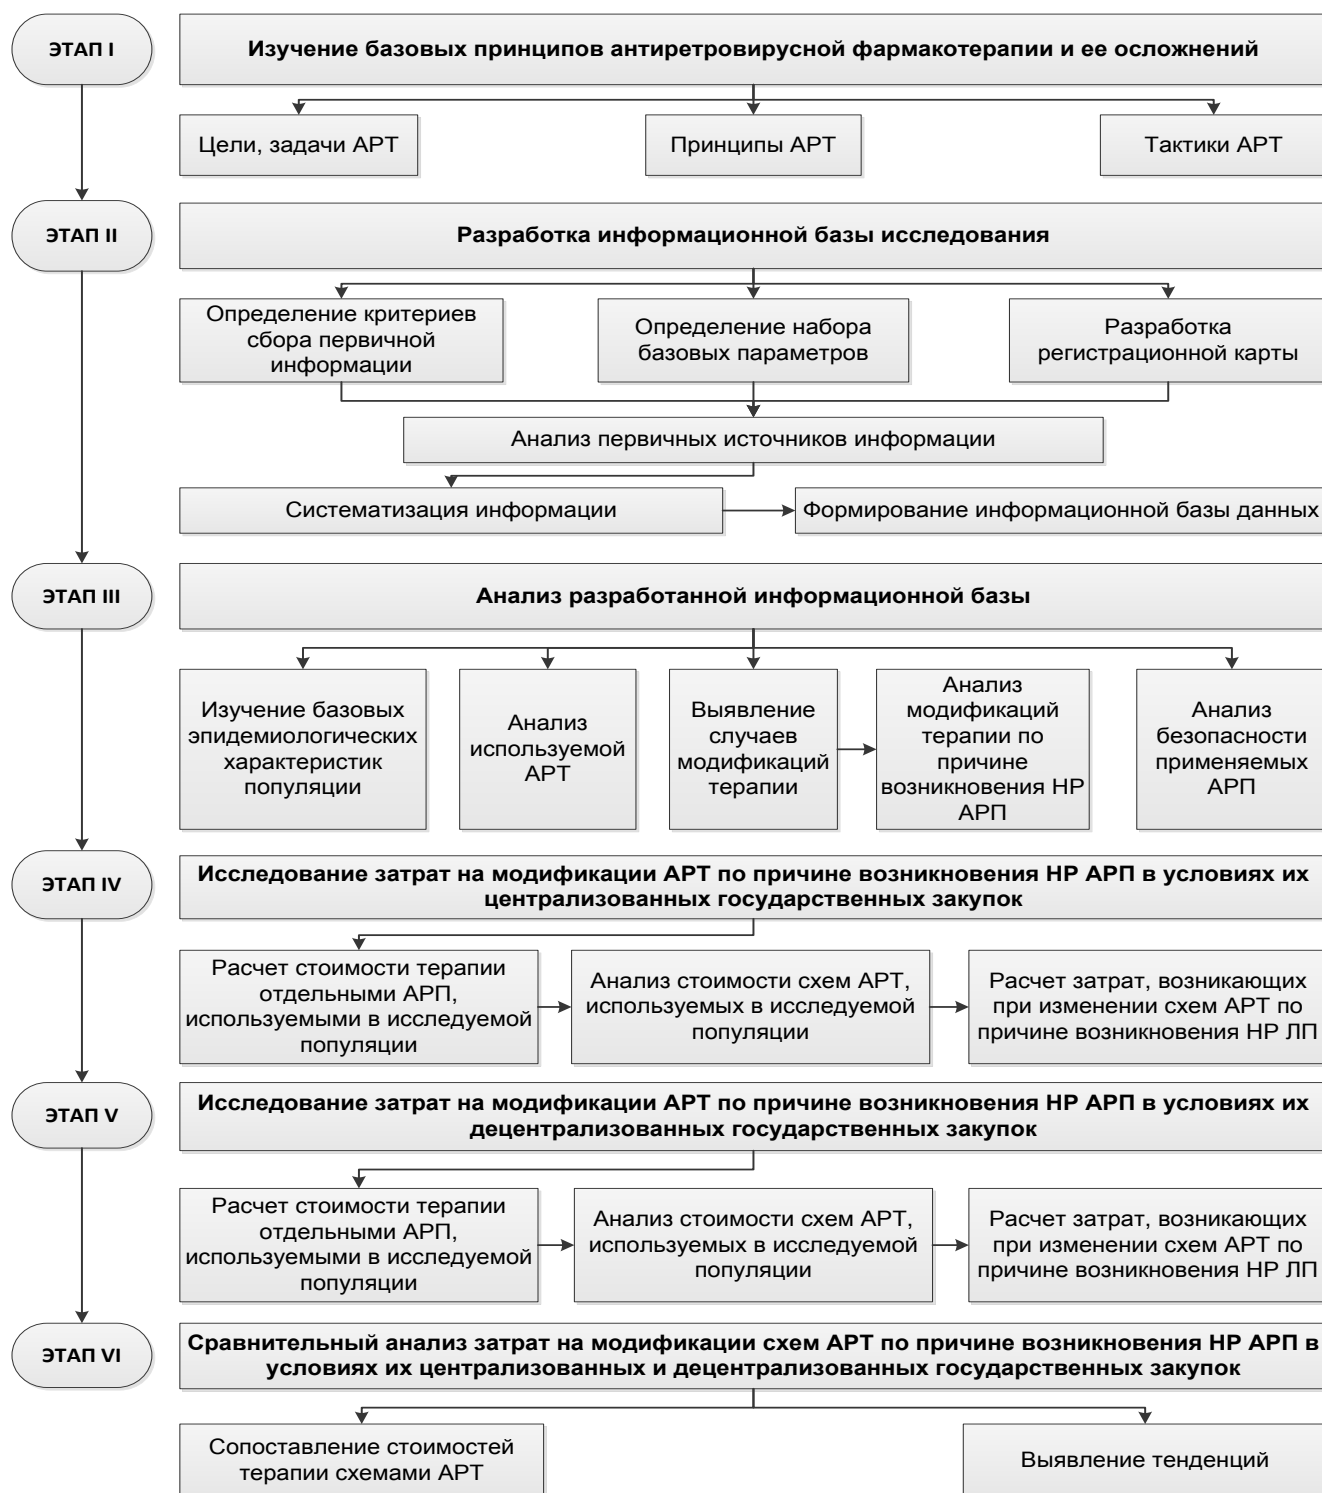 ЭТАП I
Изучение базовых принципов антиретровирусной фармакотерапии и ее осложнений
Цели, задачи АРТ
Принципы АРТ
Тактики АРТ
ЭТАП II
Разработка информационной базы исследования
Определение критериев
сбора первичной
информации
Определение набора
базовых параметров
Разработка
регистрационной карты
Анализ первичных источников информации
Систематизация информации
Формирование информационной базы данных
ЭТАП III
Анализ разработанной информационной базы
Изучение базовых
эпидемиологических
характеристик
популяции
Анализ
используемой
АРТ
Выявление
случаев
модификаций
терапии
Анализ
модификаций
терапии по
причине
возникновения НР
АРП
Анализ
безопасности
применяемых
АРП
ЭТАП IV
Исследование затрат на модификации АРТ по причине возникновения НР АРП в условиях их
централизованных государственных закупок
Расчет стоимости терапии
отдельными АРП,
используемыми в исследуемой
популяции
Анализ стоимости схем АРТ,
используемых в исследуемой
популяции
Расчет затрат, возникающих
при изменении схем АРТ по
причине возникновения НР ЛП
ЭТАП V
Исследование затрат на модификации АРТ по причине возникновения НР АРП в условиях их
децентрализованных государственных закупок
Расчет стоимости терапии
отдельными АРП,
используемыми в исследуемой
популяции
Анализ стоимости схем АРТ,
используемых в исследуемой
популяции
Расчет затрат, возникающих
при изменении схем АРТ по
причине возникновения НР ЛП
ЭТАП VI
Сравнительный анализ затрат на модификации схем АРТ по причине возникновения НР АРП в
условиях их централизованных и децентрализованных государственных закупок
Сопоставление стоимостей
терапии схемами АРТ
Выявление тенденций